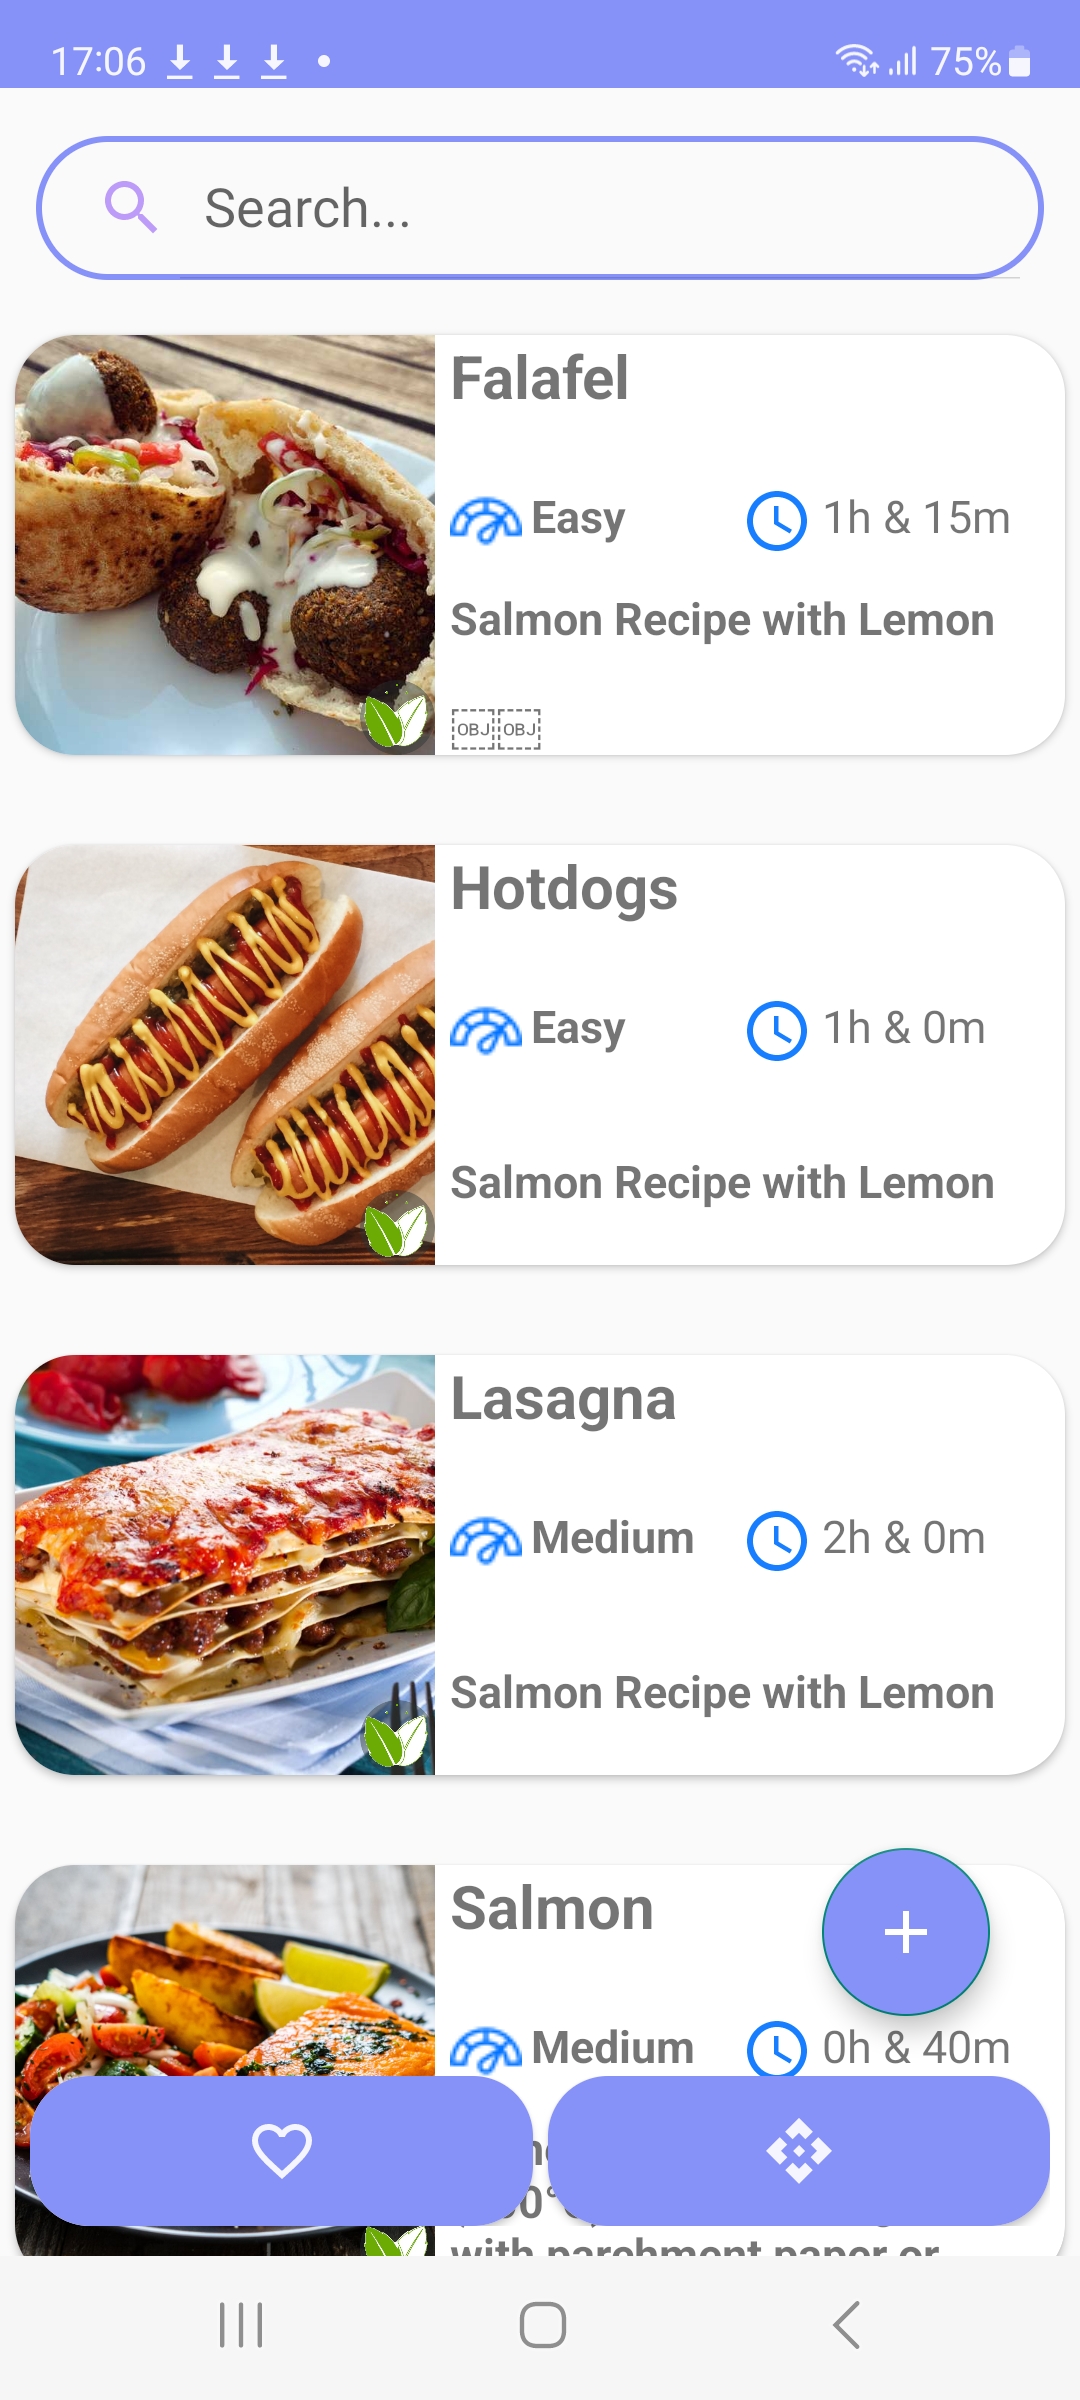 17:06 75%
Search...
Falafel
Easy 1h & 15m
Salmon Recipe with Lemon
OBJ OBJ
Hotdogs
Easy 1h & 0m
Salmon Recipe with Lemon
Lasagna
Medium 2h & 0m
Salmon Recipe with Lemon
Salmon
Medium 0h & 40m
with parchment paper or